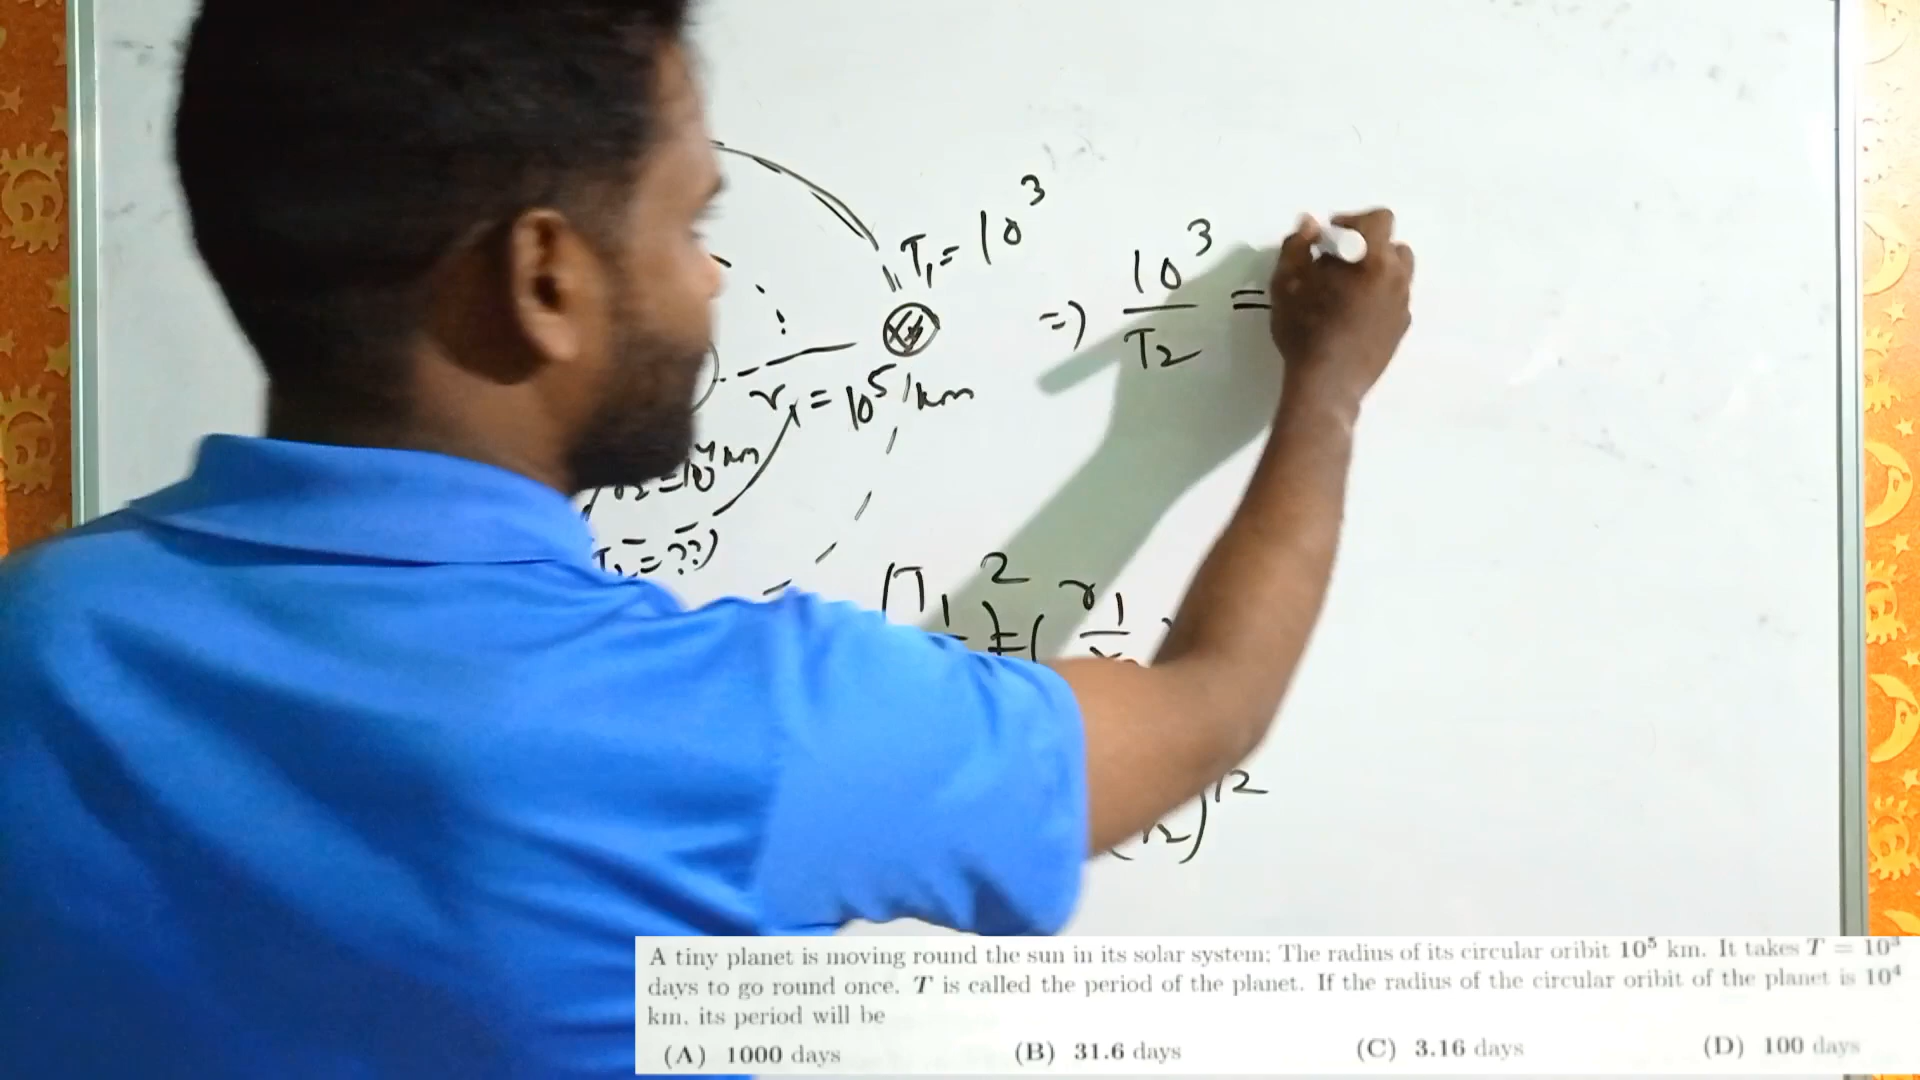 T₁ = 10³
⇒ 10³/T₂ =
r₁ = 10⁵ km
r₂ = 10⁴ km
= ??
(T₁ )² = ( r₁/r₂
r₂)
A tiny planet is moving round the sun in its solar system: The radius of its circular oribit 10⁵ km. It takes T = 10³
days to go round once. T is called the period of the planet. If the radius of the circular oribit of the planet is 10⁴
km. its period will be
(A) 1000 days (B) 31.6 days (C) 3.16 days (D) 100 days